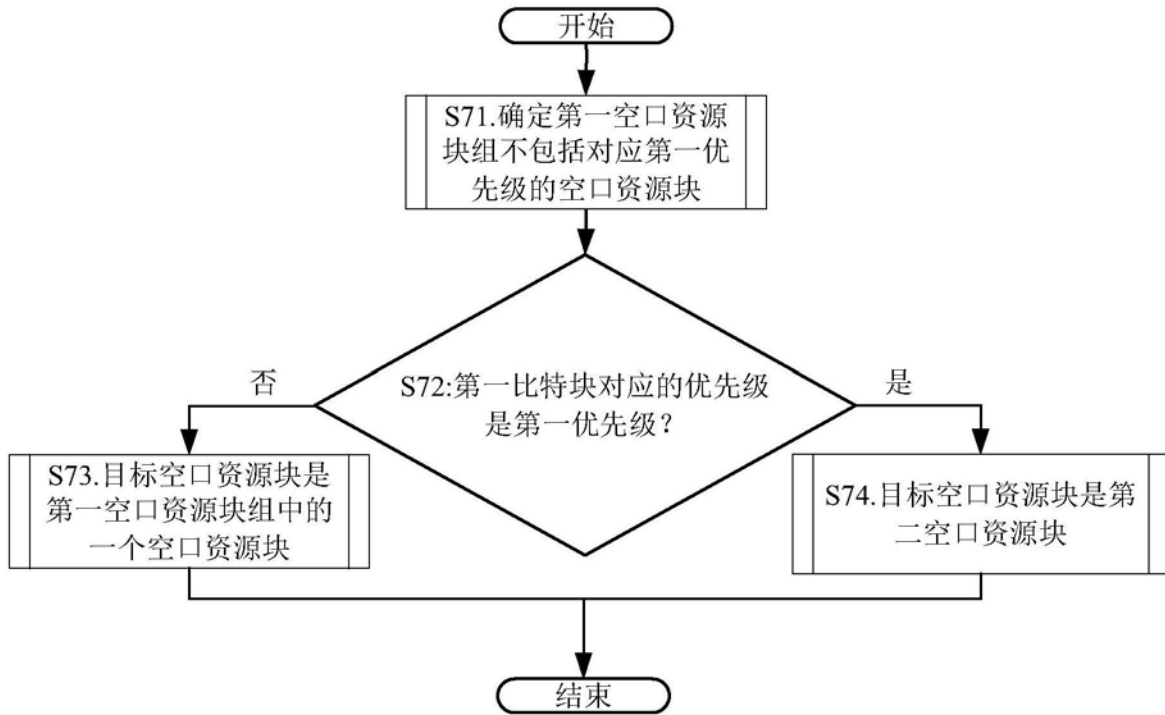 开始
S71.确定第一空口资源
块组不包括对应第一优
先级的空口资源块
S72:第一比特块对应的优先级
是第一优先级?
否
是
S73.目标空口资源块是
第一空口资源块组中的
一个空口资源块
S74.目标空口资源块是第
二空口资源块
结束